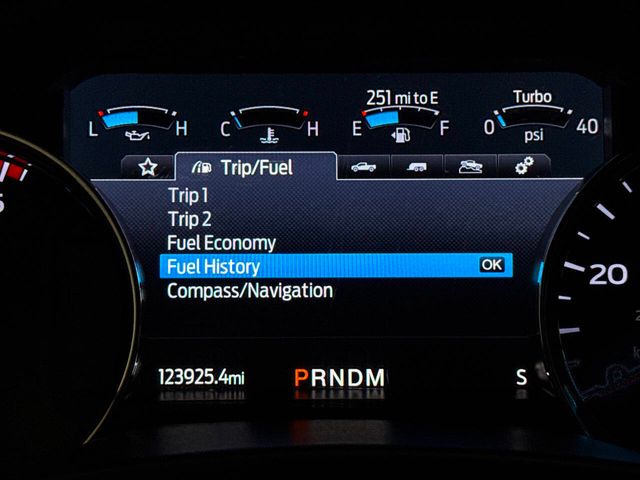 251 mi to E
Turbo
L H
C H
E F
0 40
psi
Trip/Fuel
Trip 1
Trip 2
Fuel Economy
Fuel History OK
Compass/Navigation
5
20
123925.4mi
PRNDM
S